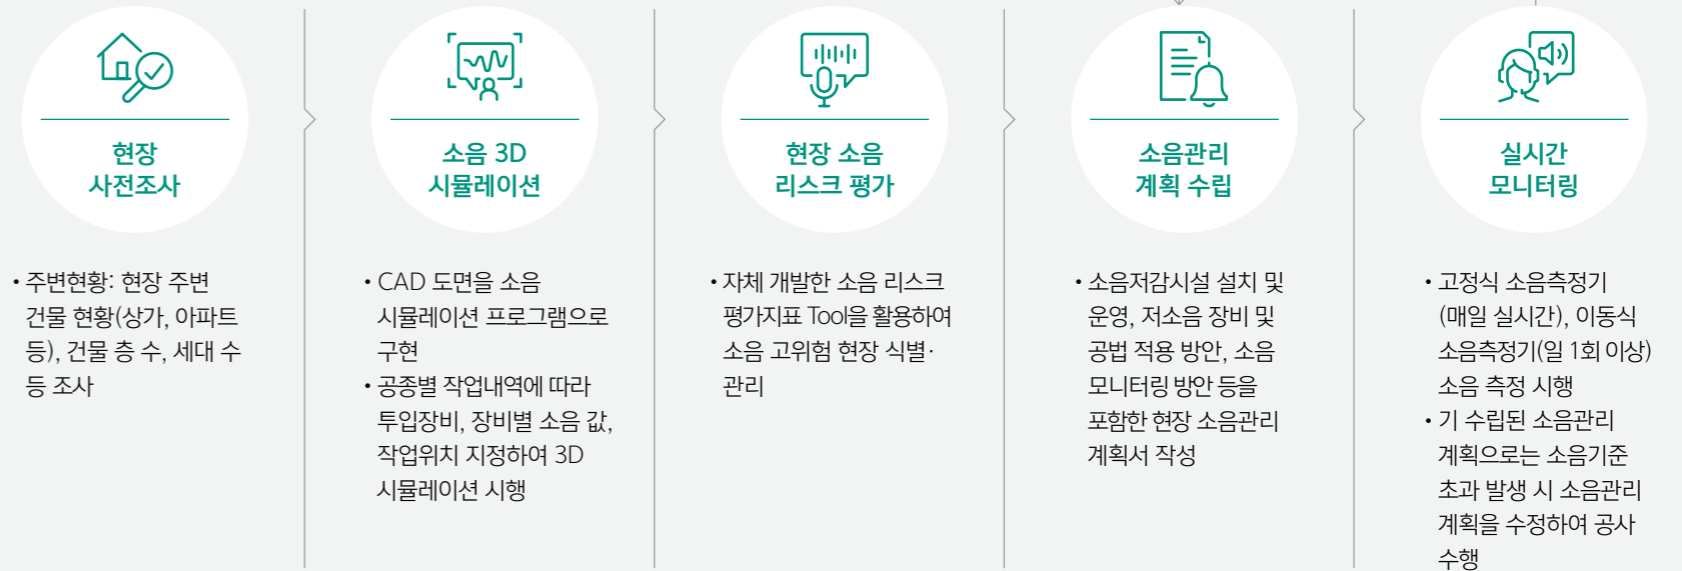 현장
사전조사
• 주변현황: 현장 주변
건물 현황(상가, 아파트
등), 건물 층 수, 세대 수
등 조사
소음 3D
시뮬레이션
• CAD 도면을 소음
시뮬레이션 프로그램으로
구현
• 공종별 작업내역에 따라
투입장비, 장비별 소음 값,
작업위치 지정하여 3D
시뮬레이션 시행
현장 소음
리스크 평가
• 자체 개발한 소음 리스크
평가지표 Tool을 활용하여
소음 고위험 현장 식별·
관리
소음관리
계획 수립
• 소음저감시설 설치 및
운영, 저소음 장비 및
공법 적용 방안, 소음
모니터링 방안 등을
포함한 현장 소음관리
계획서 작성
실시간
모니터링
• 고정식 소음측정기
(매일 실시간), 이동식
소음측정기(일 1회 이상)
소음 측정 시행
• 기 수립된 소음관리
계획으로는 소음기준
초과 발생 시 소음관리
계획을 수정하여 공사
수행